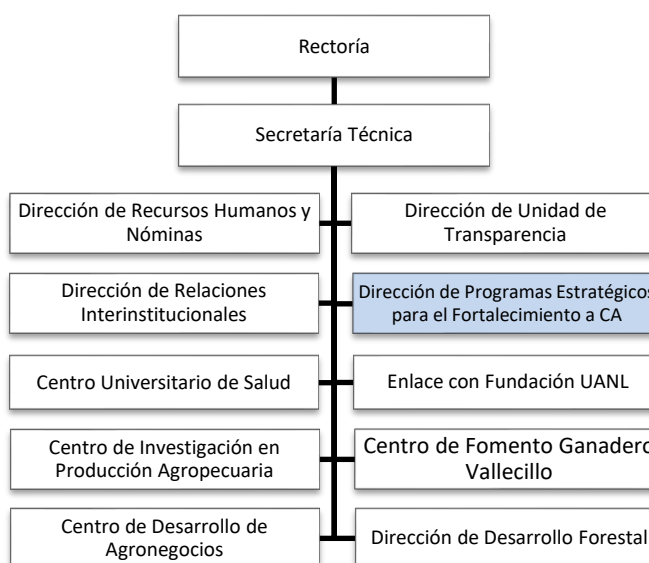 Rectoría
Secretaría Técnica
Dirección de Recursos Humanos y
Nóminas
Dirección de Unidad de
Transparencia
Dirección de Relaciones
Interinstitucionales
Dirección de Programas Estratégicos
para el Fortalecimiento a CA
Centro Universitario de Salud
Enlace con Fundación UANL
Centro de Investigación en
Producción Agropecuaria
Centro de Fomento Ganadero
Vallecillo
Centro de Desarrollo de
Agronegocios
Dirección de Desarrollo Forestal